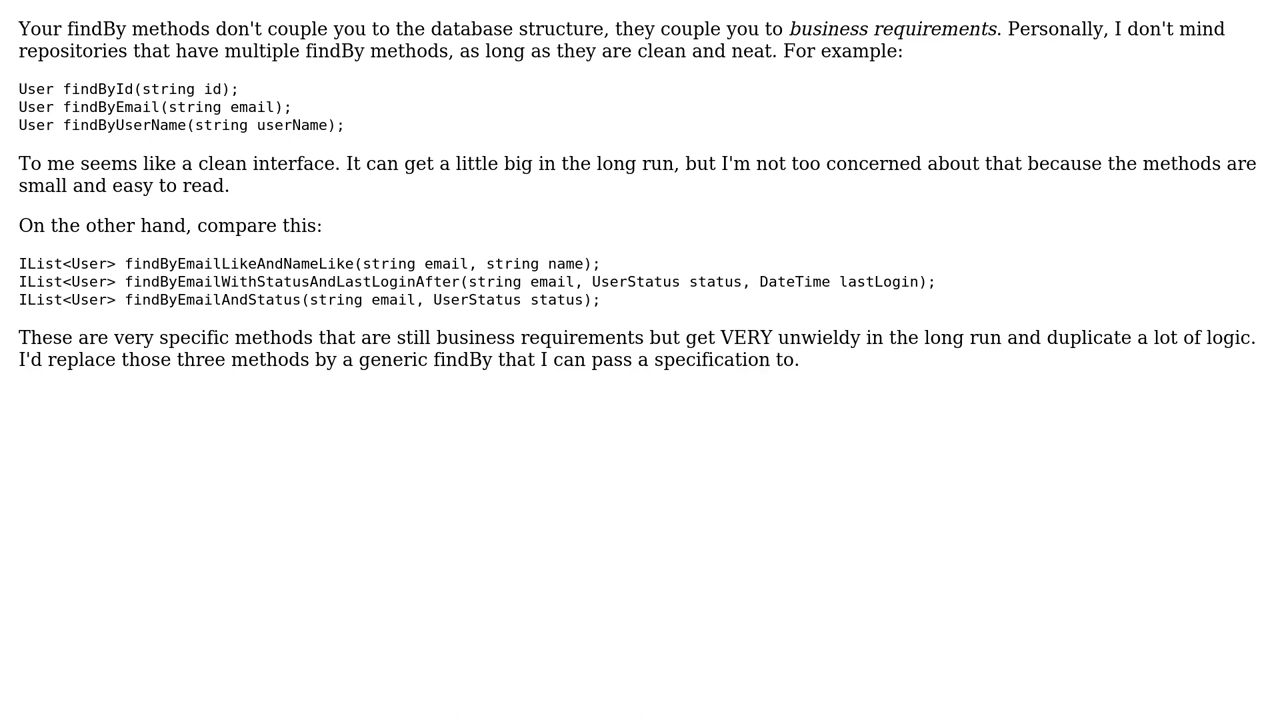 Your findBy methods don't couple you to the database structure, they couple you to business requirements. Personally, I don't mind
repositories that have multiple findBy methods, as long as they are clean and neat. For example:
User findById(string id);
User findByEmail(string email);
User findByUserName(string userName);
To me seems like a clean interface. It can get a little big in the long run, but I'm not too concerned about that because the methods are
small and easy to read.
On the other hand, compare this:
IList<User> findByEmailLikeAndNameLike(string email, string name);
IList<User> findByEmailWithStatusAndLastLoginAfter(string email, UserStatus status, DateTime lastLogin);
IList<User> findByEmailAndStatus(string email, UserStatus status);
These are very specific methods that are still business requirements but get VERY unwieldy in the long run and duplicate a lot of logic.
I'd replace those three methods by a generic findBy that I can pass a specification to.